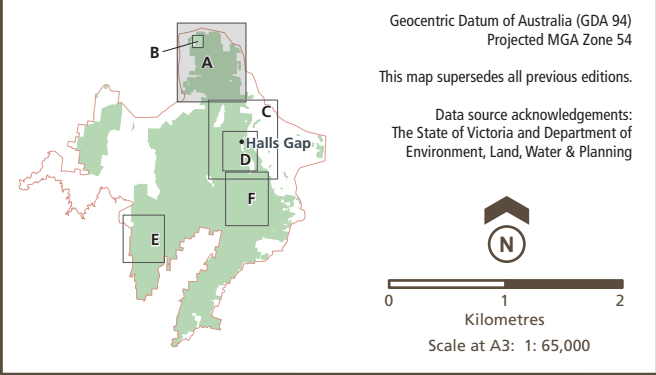 B
A
C
Halls Gap
D
F
E
Geocentric Datum of Australia (GDA 94)
Projected MGA Zone 54
This map supersedes all previous editions.
Data source acknowledgements:
The State of Victoria and Department of
Environment, Land, Water & Planning
N
0 1 2
Kilometres
Scale at A3: 1: 65,000